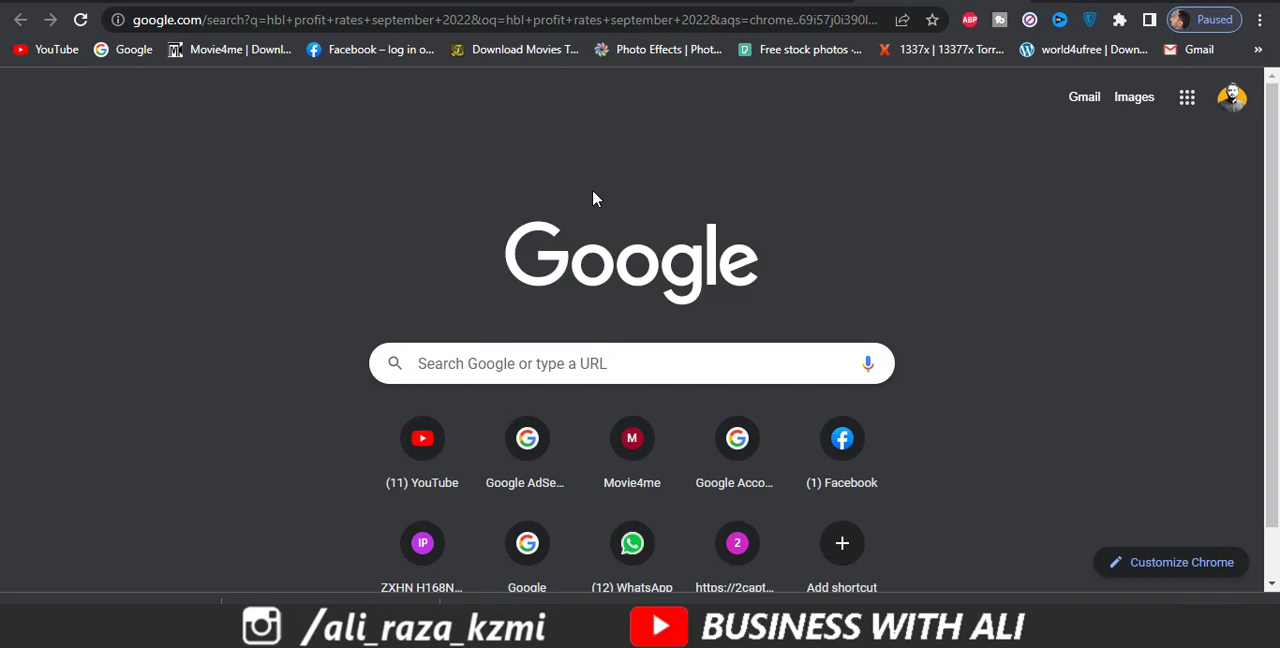 google.com/search?q=hbl+profit+rates+september+2022&oq=hbl+profit+rates+september+2022&aqs=chrome..69i57j0i390l...
ABP
Paused
YouTube
Google
Movie4me | Downl...
Facebook – log in o...
Download Movies T...
Photo Effects | Phot...
Free stock photos ·...
1337x | 13377x Torr...
world4ufree | Down...
Gmail
»
Gmail
Images
Google
Search Google or type a URL
M
(11) YouTube
Google AdSe...
Movie4me
Google Acco...
(1) Facebook
IP
2
ZXHN H168N...
Google
(12) WhatsApp
https://2capt...
Add shortcut
Customize Chrome
/ali_raza_kzmi
BUSINESS WITH ALI